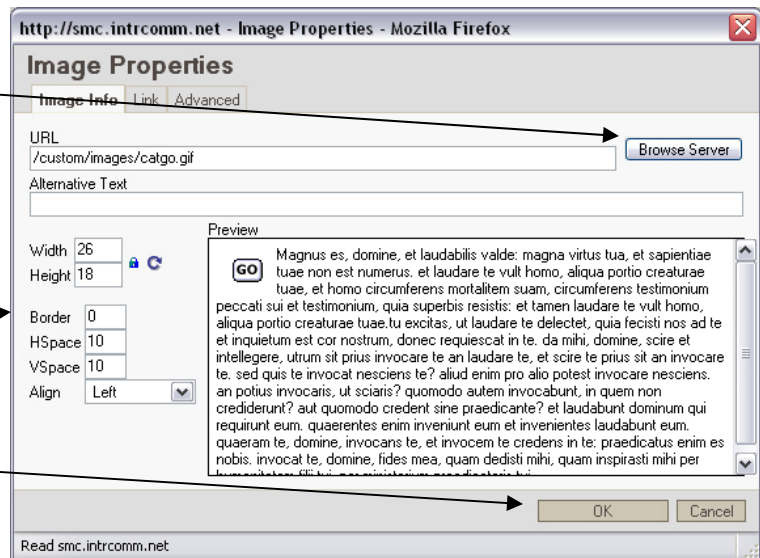 http://smc.intrcomm.net - Image Properties - Mozilla Firefox
Image Properties
Image Info Link Advanced
URL
/custom/images/catgo.gif
Browse Server
Alternative Text
Preview
Width 26
Height 18
Border 0
HSpace 10
VSpace 10
Align Left
GO
Magnus es, domine, et laudabilis valde: magna virtus tua, et sapientiae
tuae non est numerus. et laudare te vult homo, aliqua portio creaturae
tuae, et homo circumferens mortalitem suam, circumferens testimonium
peccati sui et testimonium, quia superbis resistis: et tamen laudare te vult homo,
aliqua portio creaturae tuae.tu excitas, ut laudare te delectet, quia fecisti nos ad te
et inquietum est cor nostrum, donec requiescat in te. da mihi, domine, scire et
intellegere, utrum sit prius invocare te an laudare te, et scire te prius sit an invocare
te. sed quis te invocat nesciens te? aliud enim pro alio potest invocare nesciens.
an potius invocaris, ut sciaris? quomodo autem invocabunt, in quem non
crediderunt? aut quomodo credent sine praedicante? et laudabunt dominum qui
requirunt eum. quaerentes enim inveniunt eum et invenientes laudabunt eum.
quaeram te, domine, invocans te, et invocem te credens in te: praedicatus enim es
nobis. invocat te, domine, fides mea, quam dedisti mihi, quam inspirasti mihi per
OK Cancel
Read smc.intrcomm.net